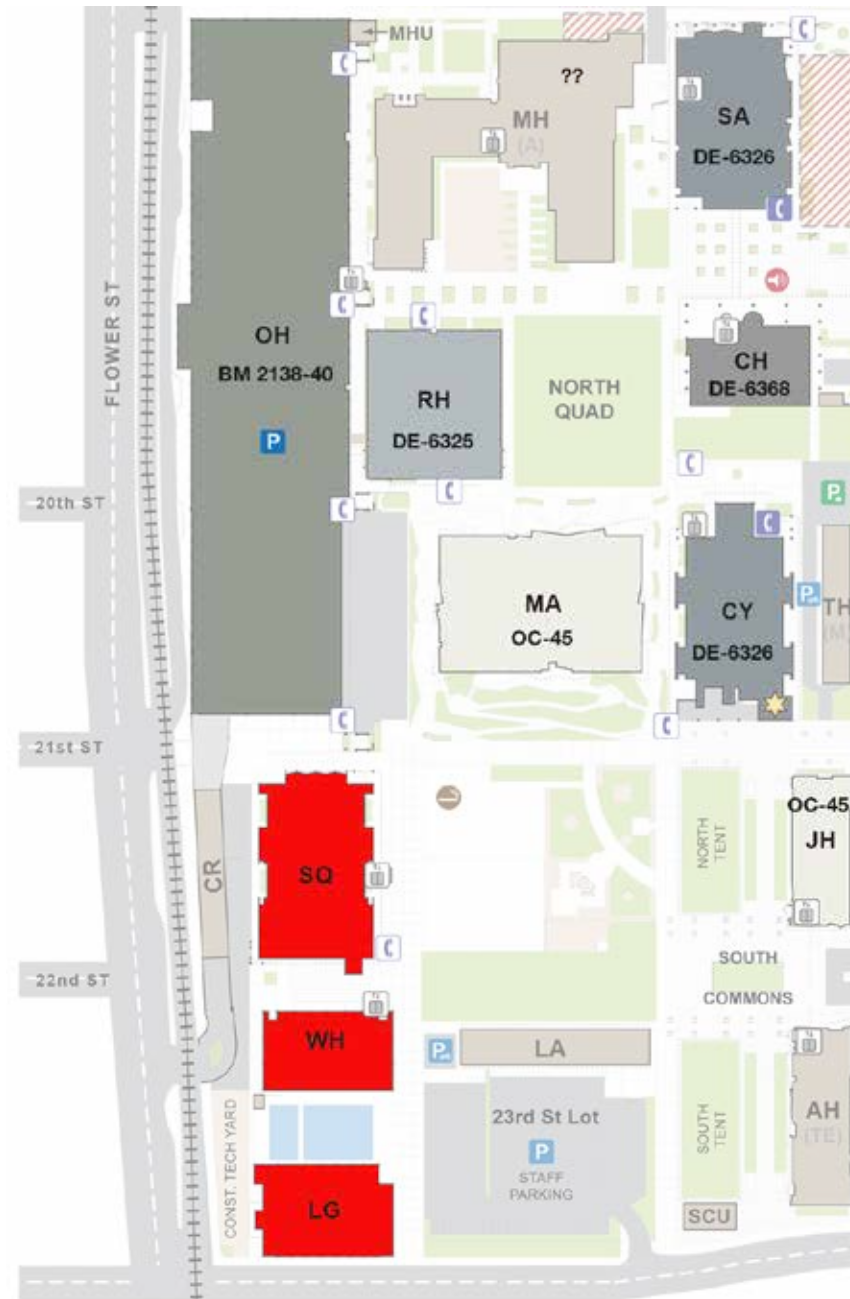 MHU
??
MH
(A)
SA
DE-6326
FLOWER ST
OH
BM 2138-40
P
RH
DE-6325
NORTH
QUAD
CH
DE-6368
20th ST
P
MA
OC-45
CY
DE-6326
P
TH
(M)
21st ST
OC-45
JH
NORTH
TENT
CR
SQ
22nd ST
SOUTH
COMMONS
WH
P
LA
AH
(TE)
23rd St Lot
P
STAFF
PARKING
SOUTH
TENT
CONST. TECH YARD
LG
SCU